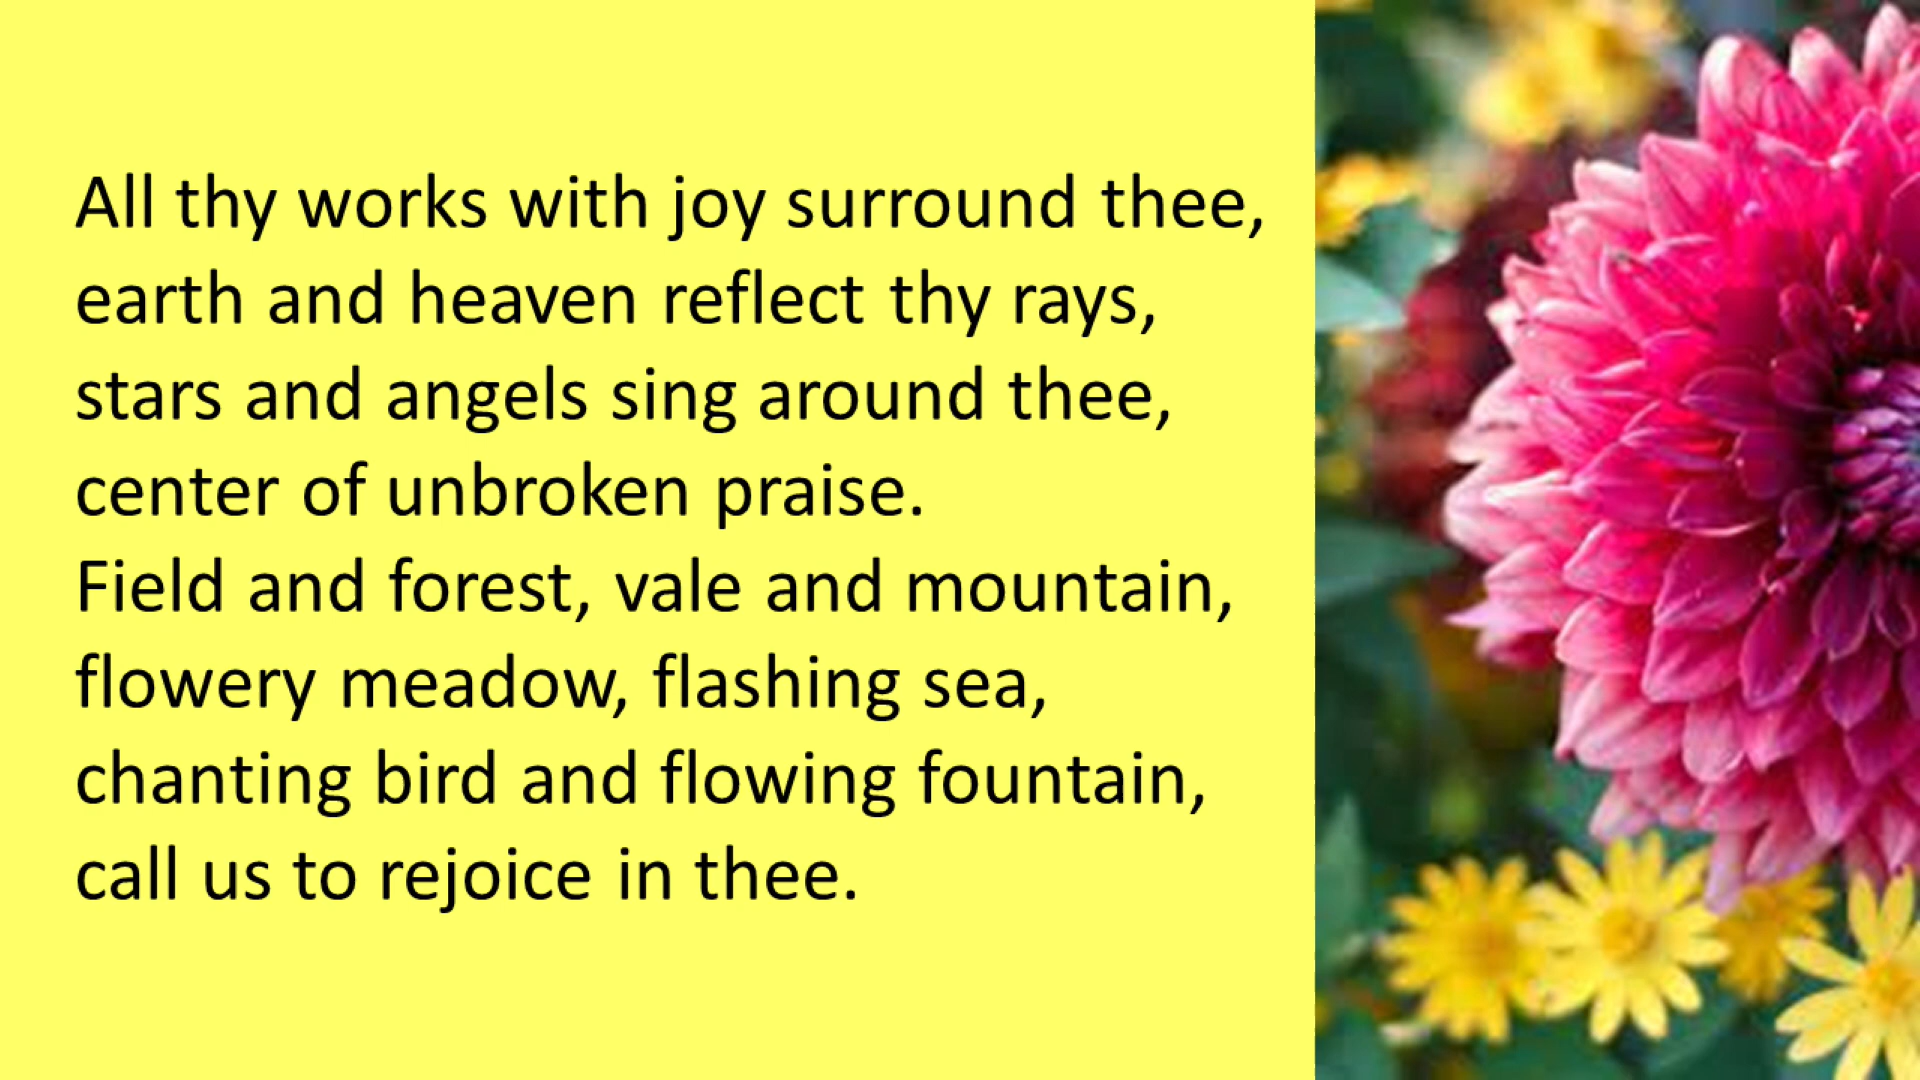 All thy works with joy surround thee,
earth and heaven reflect thy rays,
stars and angels sing around thee,
center of unbroken praise.
Field and forest, vale and mountain,
flowery meadow, flashing sea,
chanting bird and flowing fountain,
call us to rejoice in thee.